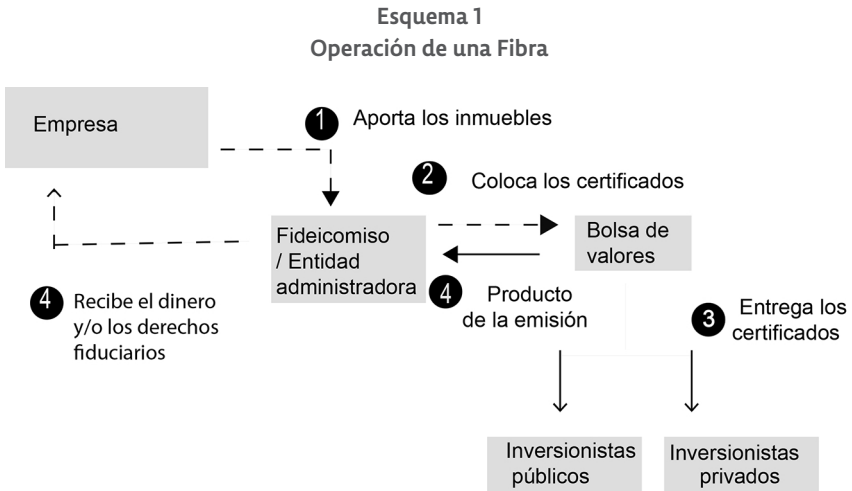 Esquema 1
Operación de una Fibra
Empresa
1 Aporta los inmuebles
2 Coloca los certificados
Fideicomiso
/ Entidad
administradora
Bolsa de
valores
4 Recibe el dinero
y/o los derechos
fiduciarios
4 Producto
de la emisión
3 Entrega los
certificados
Inversionistas
públicos
Inversionistas
privados